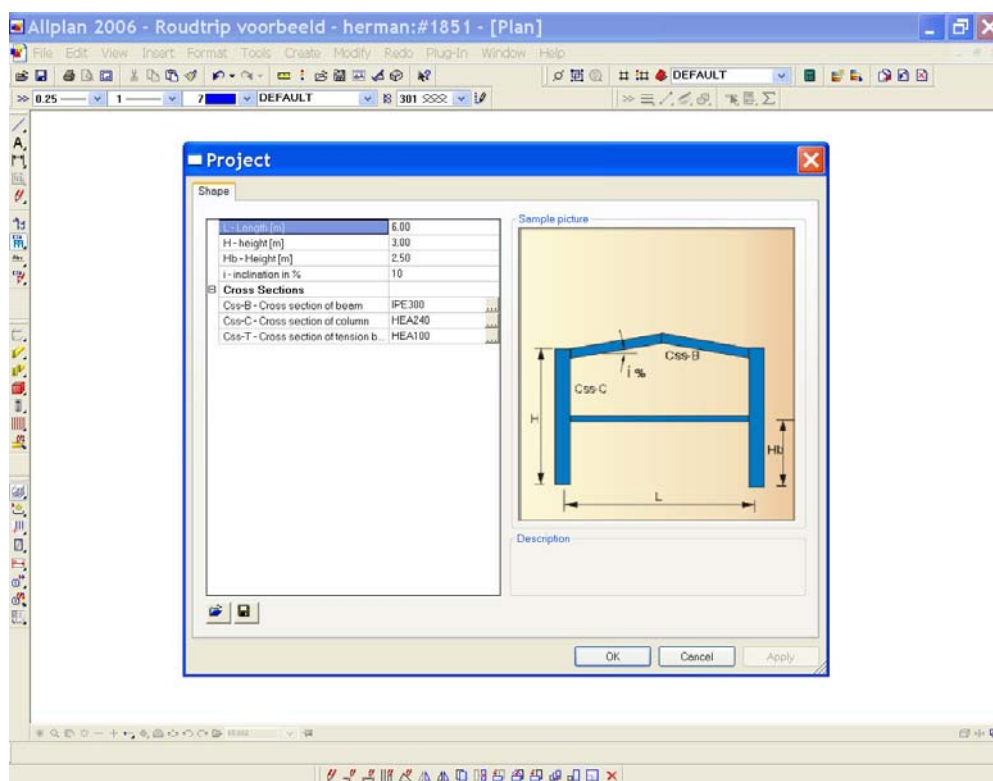 Allplan 2006 - Roudtrip voorbeeld - herman:#1851 - [Plan]
File Edit View Insert Format Tools Create Modify Redo Plug-In Window Help
DEFAULT
0.25 1 7 DEFAULT 301
Project
Shape
L - Length [m] 6.00
H - height [m] 3.00
Hb - Height [m] 2.50
i - inclination in % 10
Cross Sections
Css-B - Cross section of beam IPE300 ...
Css-C - Cross section of column HEA240 ...
Css-T - Cross section of tension b... HEA100 ...
Sample picture
Css-B
i %
Css-C
H
Hb
L
Description
OK Cancel Apply